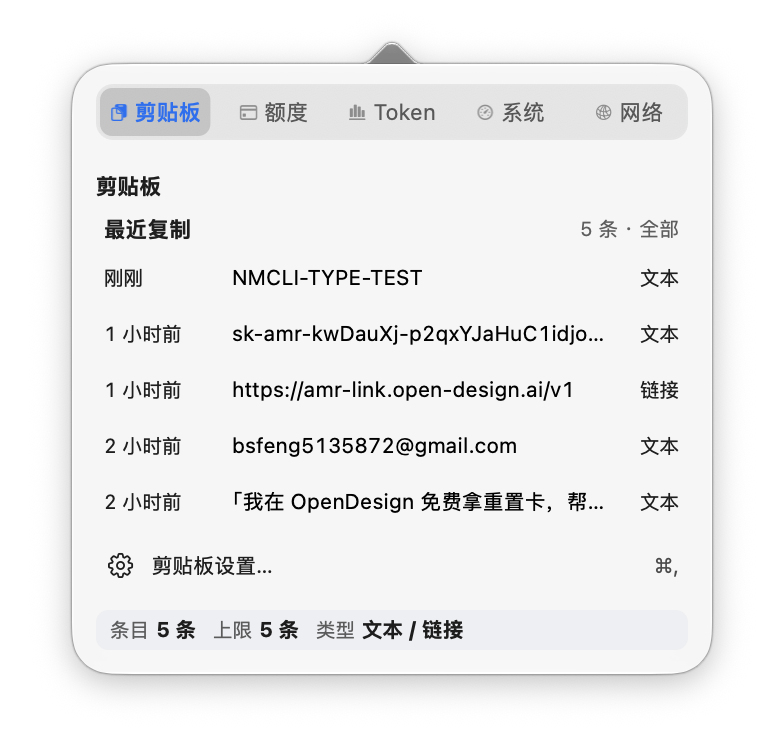 剪贴板 额度 Token 系统 网络
剪贴板
最近复制 5 条 · 全部
刚刚 NMCLI-TYPE-TEST 文本
1 小时前 sk-amr-kwDauXj-p2qxYJaHuC1idjo... 文本
1 小时前 https://amr-link.open-design.ai/v1 链接
2 小时前 bsfeng5135872@gmail.com 文本
2 小时前 「我在 OpenDesign 免费拿重置卡，帮... 文本
剪贴板设置... ⌘,
条目 5 条 上限 5 条 类型 文本 / 链接